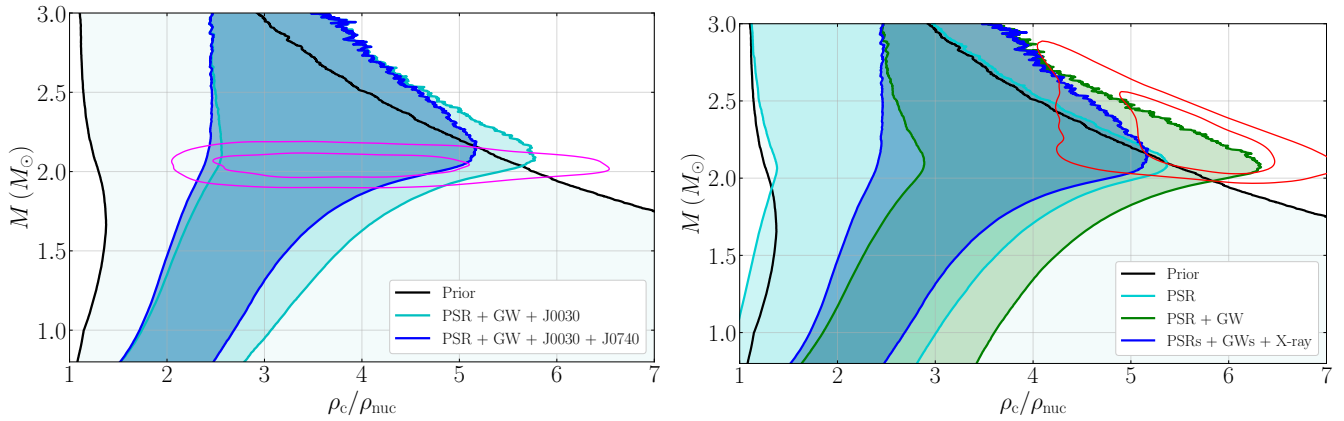 3.0
2.5
2.0
1.5
1.0
M (M⊙)
1 2 3 4 5 6 7
ρc/ρnuc
Prior
PSR + GW + J0030
PSR + GW + J0030 + J0740
3.0
2.5
2.0
1.5
1.0
M (M⊙)
1 2 3 4 5 6 7
ρc/ρnuc
Prior
PSR
PSR + GW
PSRs + GWs + X-ray